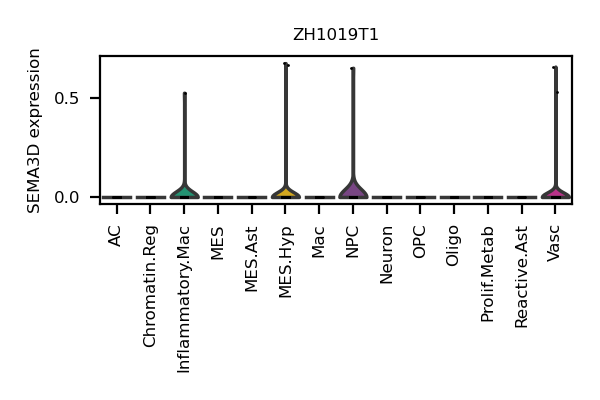 ZH1019T1
SEMA3D expression
0.5
0.0
AC
Chromatin.Reg
Inflammatory.Mac
MES
MES.Ast
MES.Hyp
Mac
NPC
Neuron
OPC
Oligo
Prolif.Metab
Reactive.Ast
Vasc